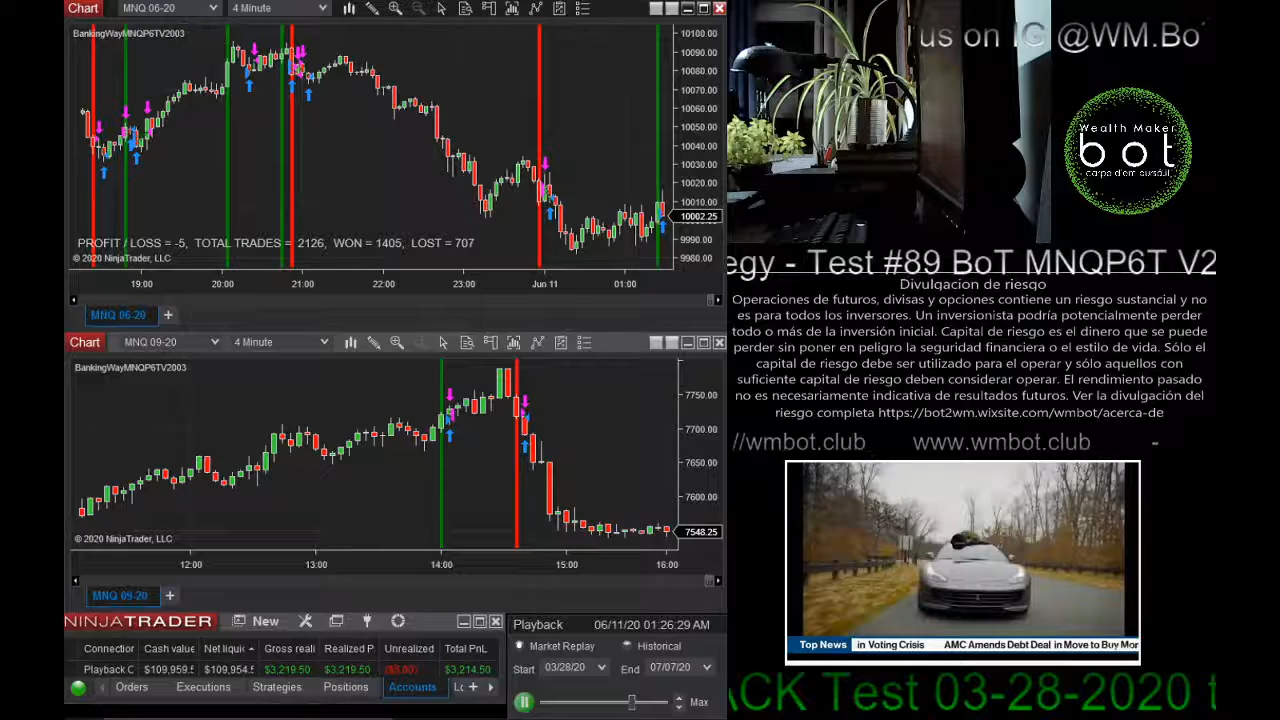 Chart MNQ 06-20 4 Minute
BankingWayMNQP6TV2003
10100.00
10090.00
10080.00
10070.00
10060.00
10050.00
10040.00
10030.00
10020.00
10010.00
10002.25
9990.00
9980.00
PROFIT / LOSS = -5, TOTAL TRADES = 2126, WON = 1405, LOST = 707
© 2020 NinjaTrader, LLC
19:00 20:00 21:00 22:00 23:00 Jun 11 01:00
MNQ 06-20 +
Chart MNQ 09-20 4 Minute
BankingWayMNQP6TV2003
7750.00
7700.00
7650.00
7600.00
7548.25
© 2020 NinjaTrader, LLC
12:00 13:00 14:00 15:00 16:00
MNQ 09-20 +
NINJATRADER New
Connection Cash value Net liqui Gross reali Realized P Unrealized Total PnL
Playback C $109,959.5 $109,954.5 $3,219.50 $3,219.50 ($5.00) $3,214.50
Orders Executions Strategies Positions Accounts Lo +
Playback 06/11/20 01:26:29 AM
Market Replay Historical
Start 03/28/20 End 07/07/20
Max
us on IG @WM.Bo
Wealth Maker
bot
egy - Test #89 BoT MNQP6T V2
Divulgacion de riesgo
Operaciones de futuros, divisas y opciones contiene un riesgo sustancial y no
es para todos los inversores. Un inversionista podría potencialmente perder
todo o más de la inversión inicial. Capital de riesgo es el dinero que se puede
perder sin poner en peligro la seguridad financiera o el estilo de vida. Sólo el
capital de riesgo debe ser utilizado para el operar y sólo aquellos con
suficiente capital de riesgo deben considerar operar. El rendimiento pasado
no es necesariamente indicativa de resultados futuros. Ver la divulgación del
riesgo completa https://bot2wm.wixsite.com/wmbot/acerca-de
//wmbot.club www.wmbot.club -
Top News in Voting Crisis AMC Amends Debt Deal in Move to Buy Mor
ACK Test 03-28-2020 t